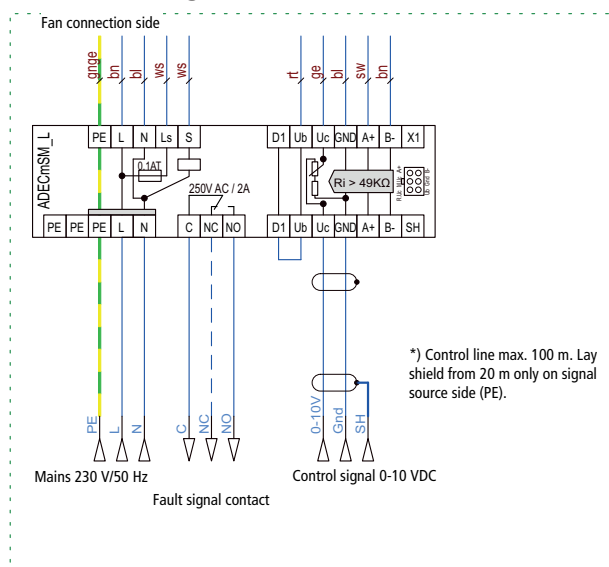 Fan connection side
gnge bn bl ws ws rt ge bl sw bn
ADECmSM_L
PE L N Ls S D1 Ub Uc GND A+ B- X1
0.1AT
250V AC / 2A
Ri > 49KΩ
A+ B-
Ub Gnd
PE PE PE L N C NC NO D1 Ub Uc GND A+ B- SH
*) Control line max. 100 m. Lay
shield from 20 m only on signal
source side (PE).
PE L N C NC NO 0-10V Gnd SH
Mains 230 V/50 Hz
Control signal 0-10 VDC
Fault signal contact